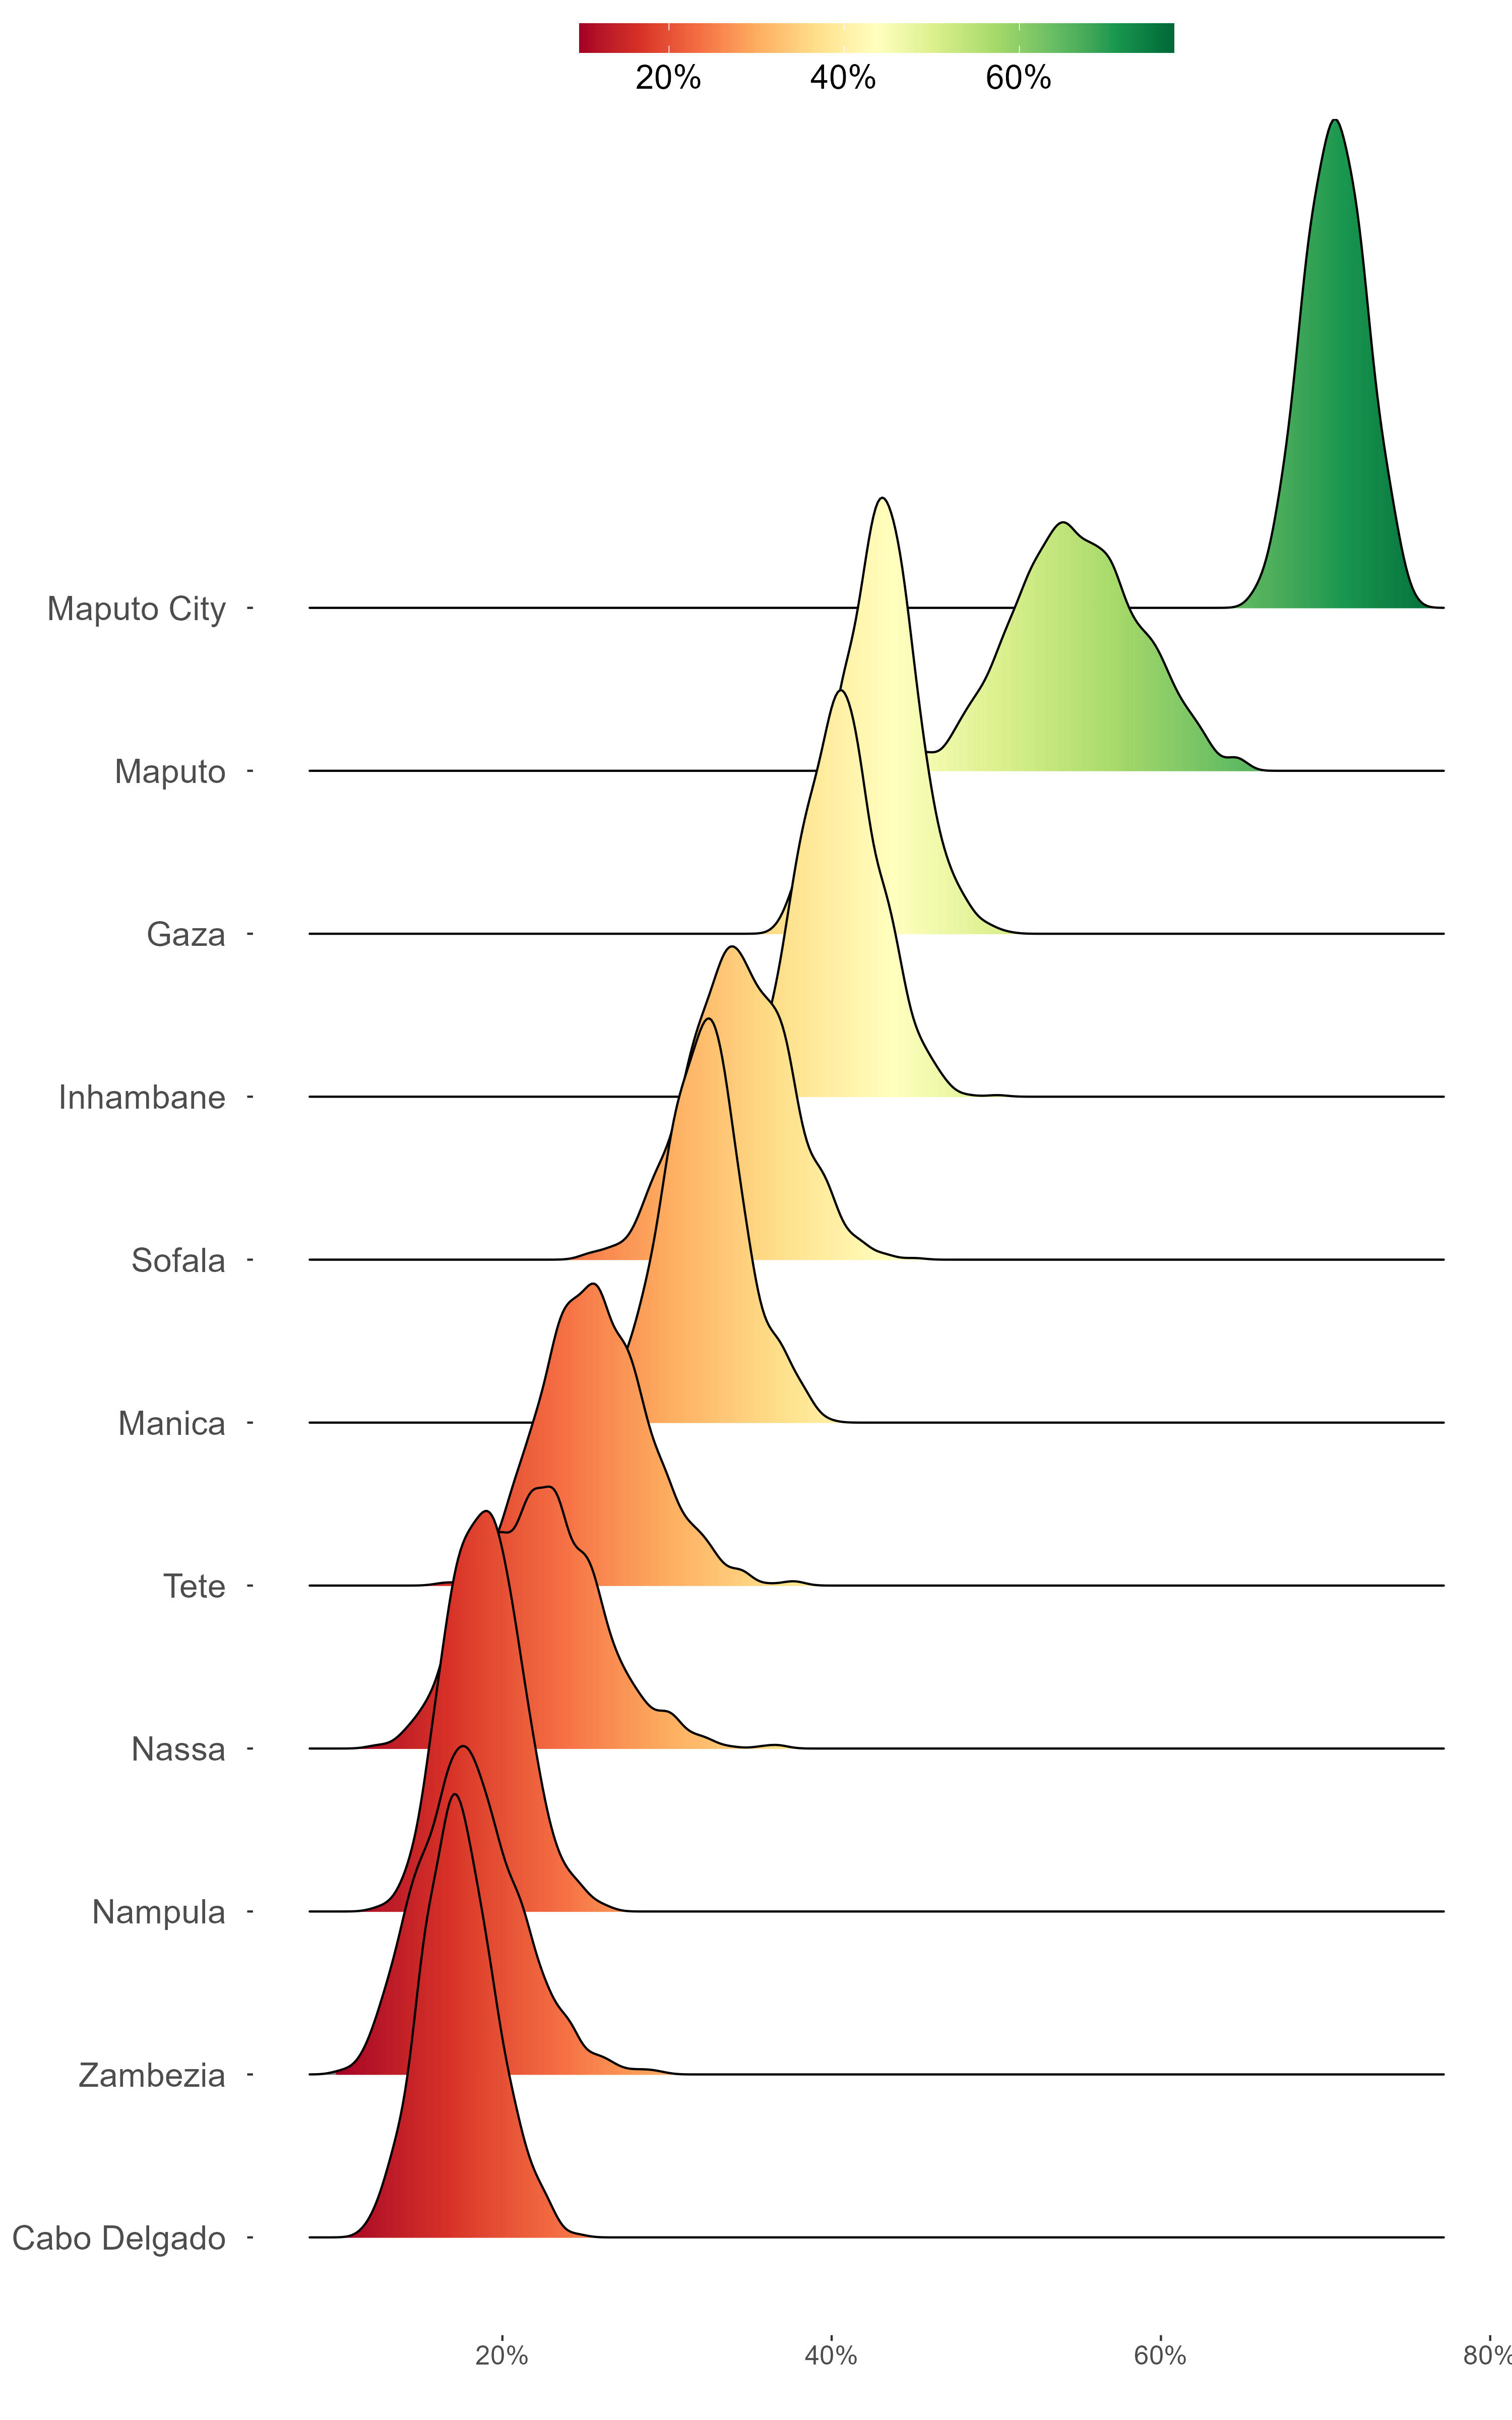 20% 40% 60%
Maputo City
Maputo
Gaza
Inhambane
Sofala
Manica
Tete
Nassa
Nampula
Zambezia
Cabo Delgado
20% 40% 60% 80%